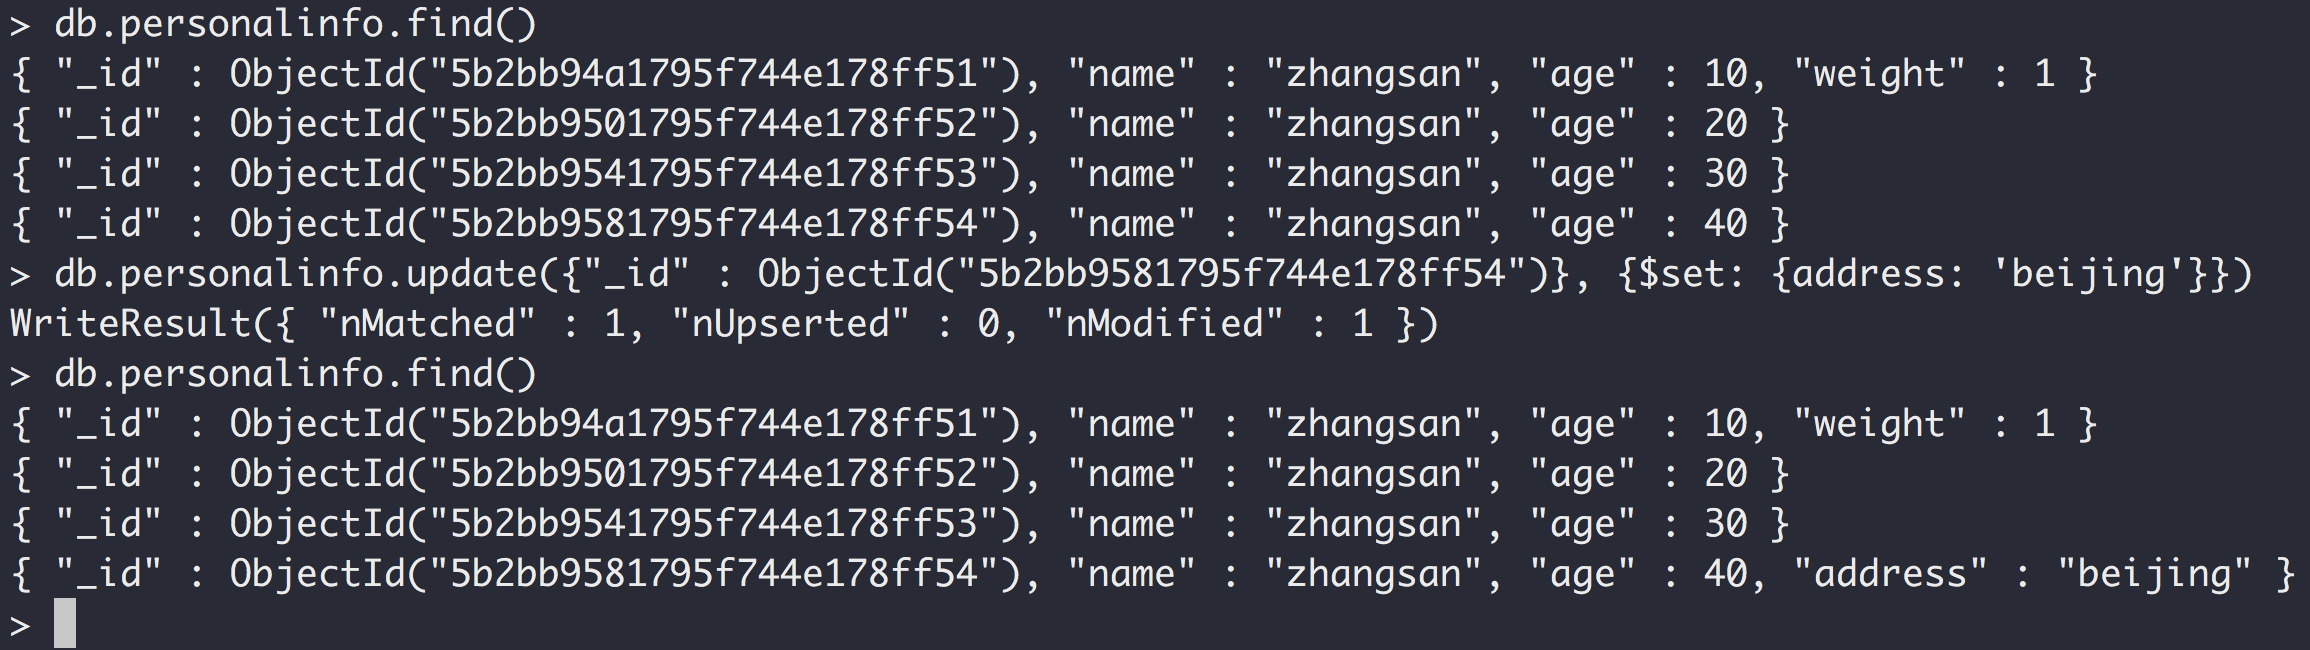 > db.personalinfo.find()
{ "_id" : ObjectId("5b2bb94a1795f744e178ff51"), "name" : "zhangsan", "age" : 10, "weight" : 1 }
{ "_id" : ObjectId("5b2bb9501795f744e178ff52"), "name" : "zhangsan", "age" : 20 }
{ "_id" : ObjectId("5b2bb9541795f744e178ff53"), "name" : "zhangsan", "age" : 30 }
{ "_id" : ObjectId("5b2bb9581795f744e178ff54"), "name" : "zhangsan", "age" : 40 }
> db.personalinfo.update({"_id" : ObjectId("5b2bb9581795f744e178ff54")}, {$set: {address: 'beijing'}})
WriteResult({ "nMatched" : 1, "nUpserted" : 0, "nModified" : 1 })
> db.personalinfo.find()
{ "_id" : ObjectId("5b2bb94a1795f744e178ff51"), "name" : "zhangsan", "age" : 10, "weight" : 1 }
{ "_id" : ObjectId("5b2bb9501795f744e178ff52"), "name" : "zhangsan", "age" : 20 }
{ "_id" : ObjectId("5b2bb9541795f744e178ff53"), "name" : "zhangsan", "age" : 30 }
{ "_id" : ObjectId("5b2bb9581795f744e178ff54"), "name" : "zhangsan", "age" : 40, "address" : "beijing" }
>